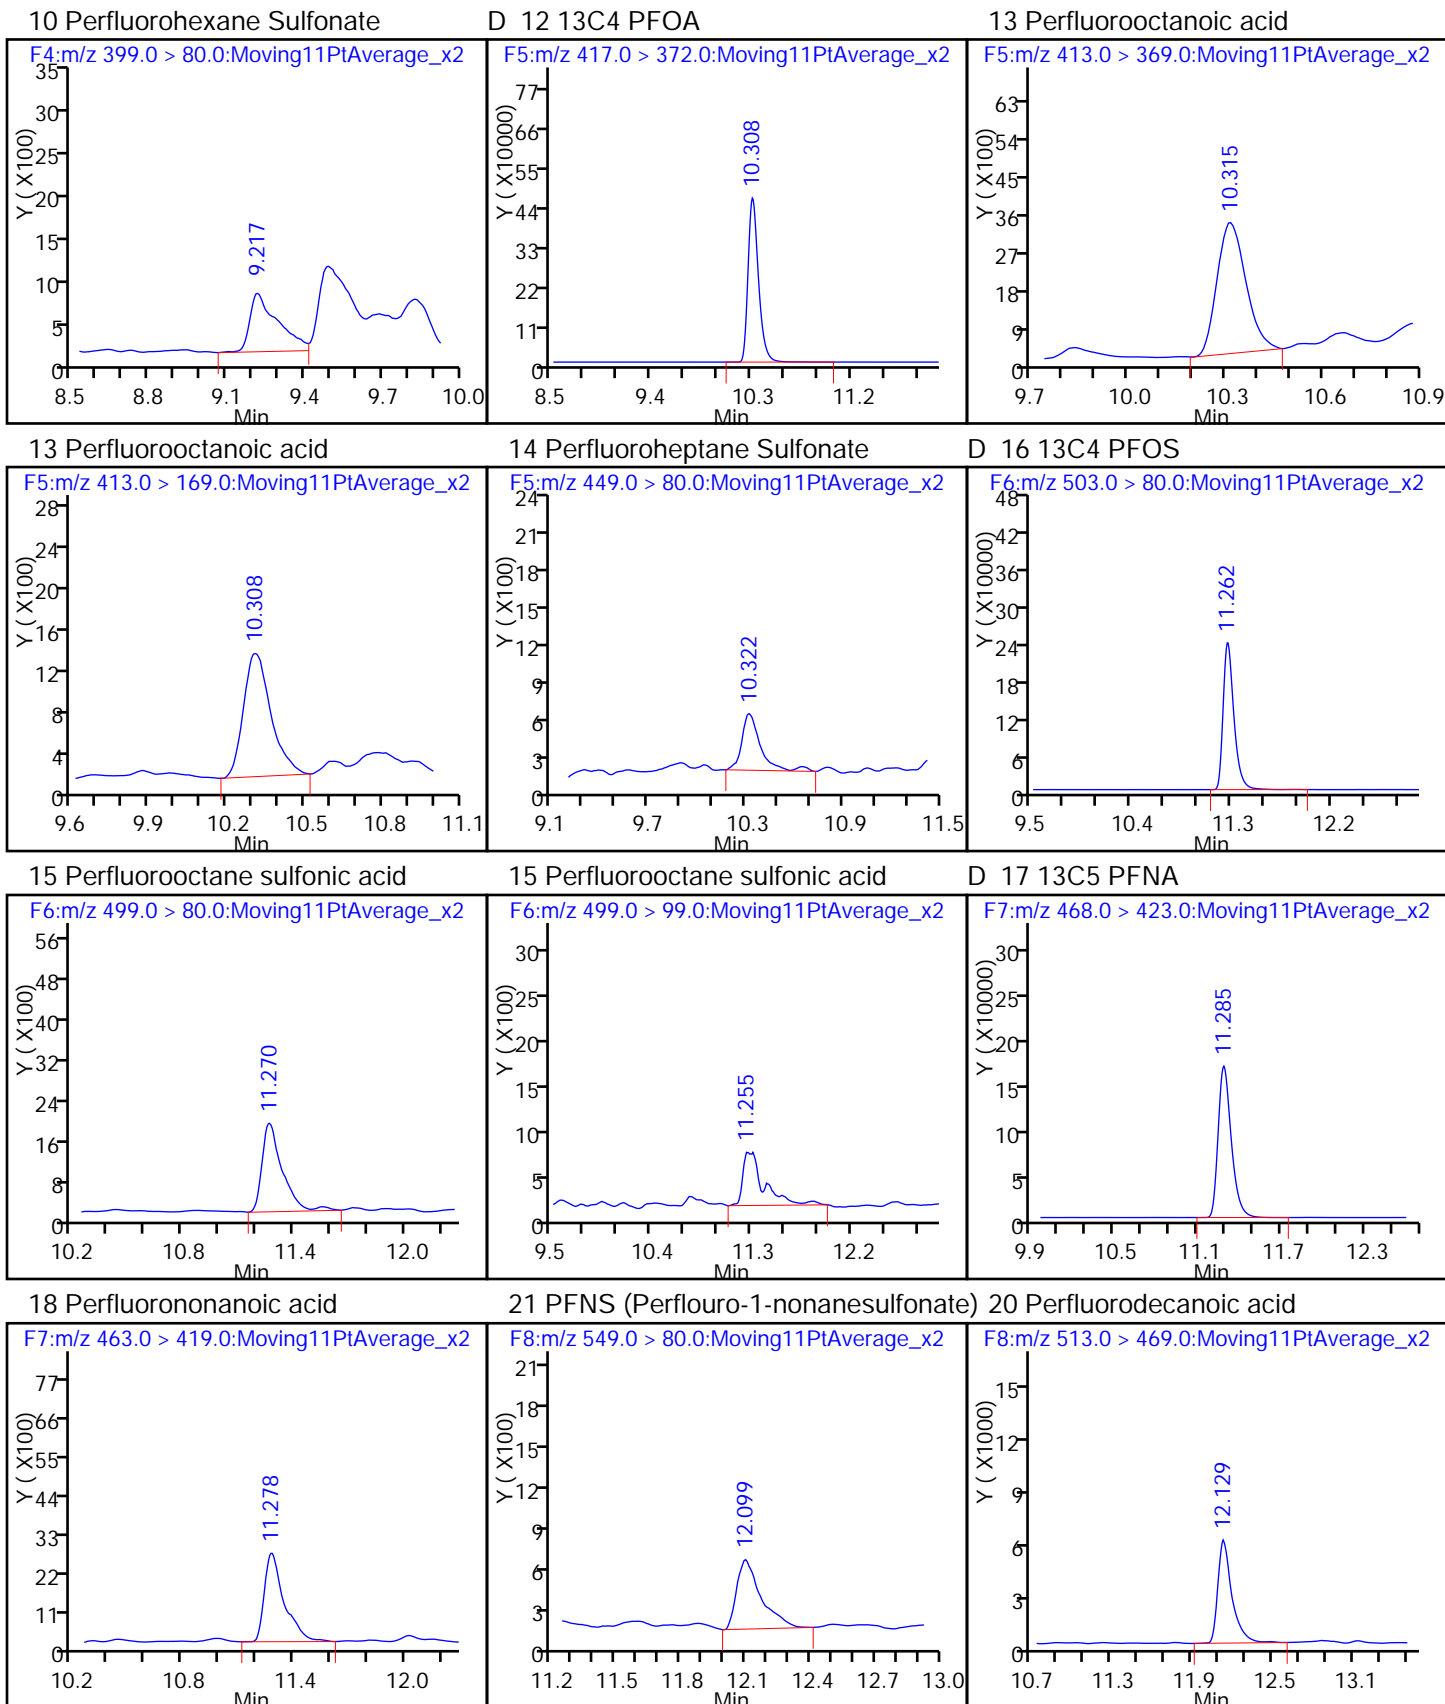 10 Perfluorohexane Sulfonate
F4:m/z 399.0 > 80.0:Moving11PtAverage_x2
Y ( X100)
35
30
25
20
15
10
5
0
9.217
8.5 8.8 9.1 9.4 9.7 10.0
Min
D 12 13C4 PFOA
F5:m/z 417.0 > 372.0:Moving11PtAverage_x2
Y ( X10000)
77
66
55
44
33
22
11
0
10.308
8.5 9.4 10.3 11.2
Min
13 Perfluorooctanoic acid
F5:m/z 413.0 > 369.0:Moving11PtAverage_x2
Y ( X100)
63
54
45
36
27
18
9
0
10.315
9.7 10.0 10.3 10.6 10.9
Min
13 Perfluorooctanoic acid
F5:m/z 413.0 > 169.0:Moving11PtAverage_x2
Y ( X100)
28
24
20
16
12
8
4
0
10.308
9.6 9.9 10.2 10.5 10.8 11.1
Min
14 Perfluoroheptane Sulfonate
F5:m/z 449.0 > 80.0:Moving11PtAverage_x2
Y ( X100)
24
21
18
15
12
9
6
3
0
10.322
9.1 9.7 10.3 10.9 11.5
Min
D 16 13C4 PFOS
F6:m/z 503.0 > 80.0:Moving11PtAverage_x2
Y ( X10000)
48
42
36
30
24
18
12
6
0
11.262
9.5 10.4 11.3 12.2
Min
15 Perfluorooctane sulfonic acid
F6:m/z 499.0 > 80.0:Moving11PtAverage_x2
Y ( X100)
56
48
40
32
24
16
8
0
11.270
10.2 10.8 11.4 12.0
Min
15 Perfluorooctane sulfonic acid
F6:m/z 499.0 > 99.0:Moving11PtAverage_x2
Y ( X100)
30
25
20
15
10
5
0
11.255
9.5 10.4 11.3 12.2
Min
D 17 13C5 PFNA
F7:m/z 468.0 > 423.0:Moving11PtAverage_x2
Y ( X10000)
30
25
20
15
10
5
0
11.285
9.9 10.5 11.1 11.7 12.3
Min
18 Perfluorononanoic acid
F7:m/z 463.0 > 419.0:Moving11PtAverage_x2
Y ( X100)
77
66
55
44
33
22
11
0
11.278
10.2 10.8 11.4 12.0
Min
21 PFNS (Perflouro-1-nonanesulfonate)
F8:m/z 549.0 > 80.0:Moving11PtAverage_x2
Y ( X100)
21
18
15
12
9
6
3
0
12.099
11.2 11.5 11.8 12.1 12.4 12.7 13.0
Min
20 Perfluorodecanoic acid
F8:m/z 513.0 > 469.0:Moving11PtAverage_x2
Y ( X1000)
15
12
9
6
3
0
12.129
10.7 11.3 11.9 12.5 13.1
Min